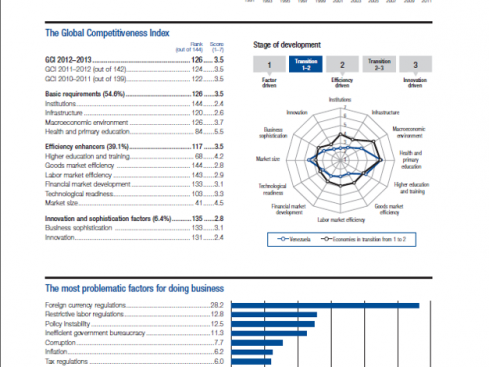 The Global Competitiveness Index
Rank Score
(out of 144) (1–7)
GCI 2012–2013 126 3.5
GCI 2011–2012 (out of 142) 124 3.5
GCI 2010–2011 (out of 139) 122 3.5
Basic requirements (54.6%) 126 3.5
Institutions 144 2.4
Infrastructure 120 2.6
Macroeconomic environment 126 3.7
Health and primary education 84 5.5
Efficiency enhancers (39.1%) 117 3.5
Higher education and training 68 4.2
Goods market efficiency 144 2.8
Labor market efficiency 143 2.9
Financial market development 133 3.1
Technological readiness 103 3.3
Market size 41 4.5
Innovation and sophistication factors (6.4%) 135 2.8
Business sophistication 133 3.1
Innovation 131 2.4
Stage of development
1 Transition 1–2 2 Transition 2–3 3
Factor driven Efficiency driven Innovation driven
Institutions
Infrastructure
Macroeconomic environment
Health and primary education
Higher education and training
Goods market efficiency
Labor market efficiency
Financial market development
Technological readiness
Market size
Business sophistication
Innovation
Venezuela Economies in transition from 1 to 2
The most problematic factors for doing business
Foreign currency regulations 28.2
Restrictive labor regulations 12.8
Policy instability 12.5
Inefficient government bureaucracy 11.3
Corruption 7.7
Inflation 6.2
Tax regulations 6.0